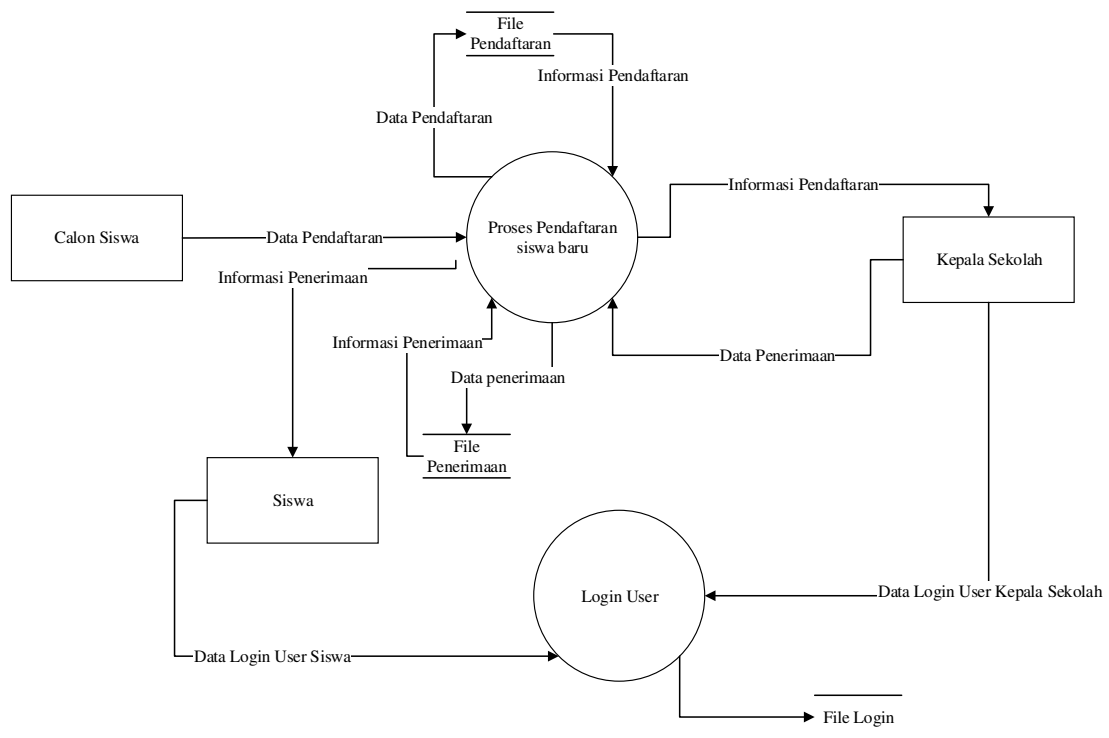 File
Pendaftaran
Informasi Pendaftaran
Data Pendaftaran
Informasi Pendaftaran
Calon Siswa
Data Pendaftaran
Proses Pendaftaran
siswa baru
Kepala Sekolah
Informasi Penerimaan
Informasi Penerimaan
Data Penerimaan
Data penerimaan
File
Penerimaan
Siswa
Login User
Data Login User Kepala Sekolah
Data Login User Siswa
File Login